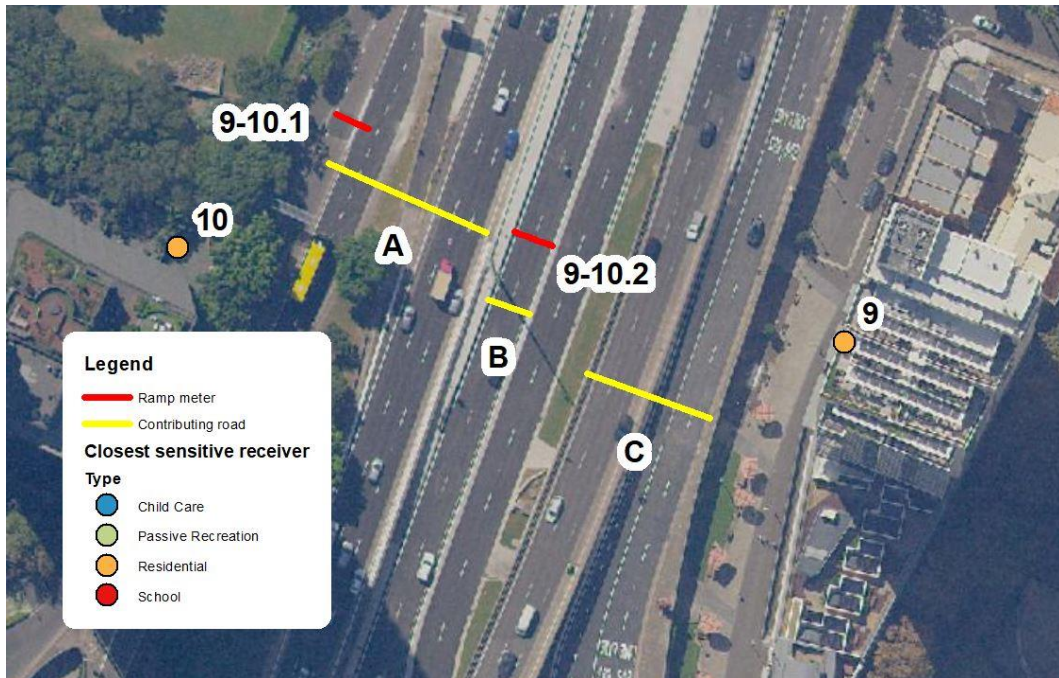 9-10.1
10
A
9-10.2
9
B
C
Legend
Ramp meter
Contributing road
Closest sensitive receiver
Type
Child Care
Passive Recreation
Residential
School